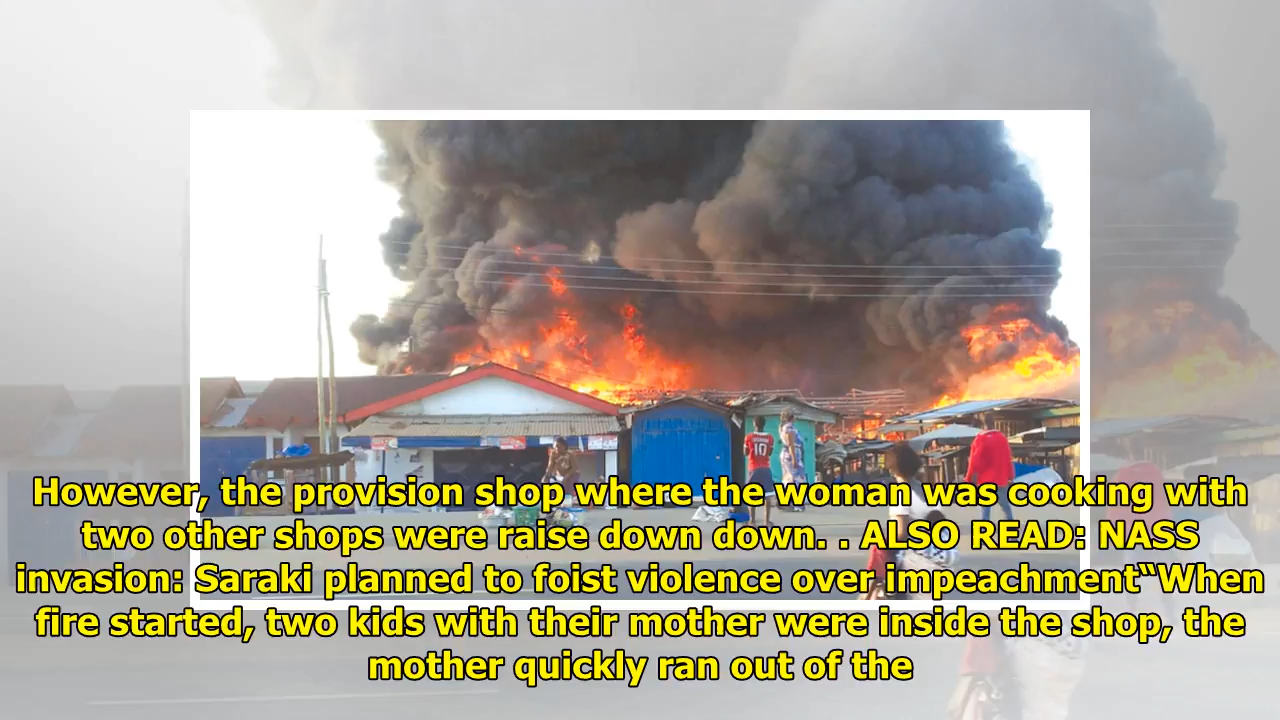 10
However, the provision shop where the woman was cooking with
two other shops were raise down down. . ALSO READ: NASS
invasion: Saraki planned to foist violence over impeachment“When
fire started, two kids with their mother were inside the shop, the
mother quickly ran out of the